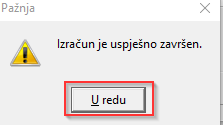 Pažnja
Izračun je uspješno završen.
U redu